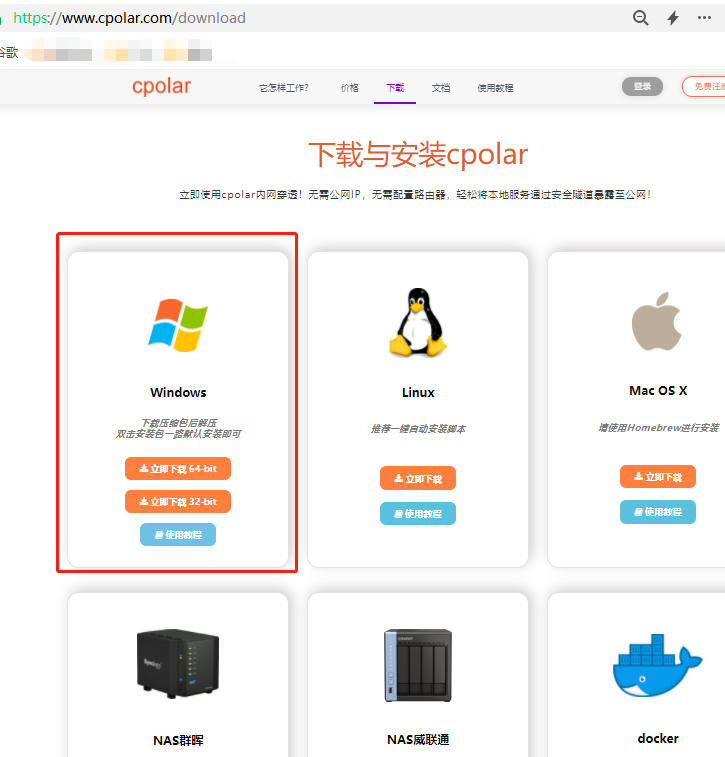 https://www.cpolar.com/download
谷歌
cpolar
它怎样工作?
价格
下载
文档
使用教程
登录
免费注册
下载与安装cpolar
立即使用cpolar内网穿透！无需公网IP，无需配置路由器，轻松将本地服务通过安全隧道暴露至公网！
Windows
下载压缩包后解压
双击安装包一路默认安装即可
立即下载 64-bit
立即下载 32-bit
使用教程
Linux
推荐一键自动安装脚本
立即下载
使用教程
Mac OS X
请使用Homebrew进行安装
立即下载
使用教程
Synology
NAS群晖
NAS威联通
docker